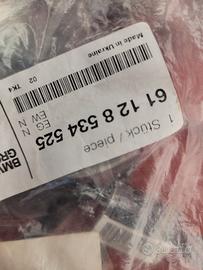 Made in Ukraine
02 TK4
61 12 8 534 525
EG N
EW N
1 Stück / piece
BMW
GR